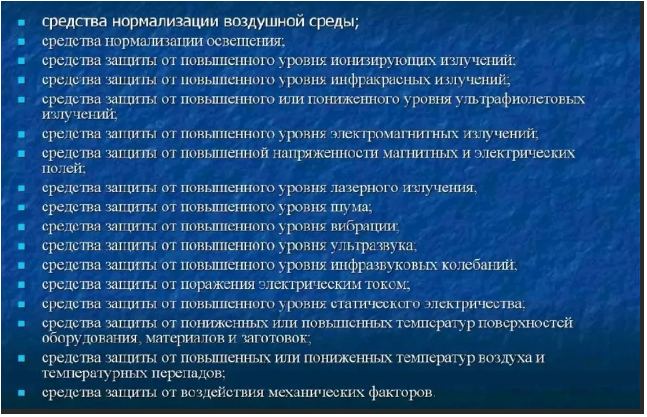 средства нормализации воздушной среды;
средства нормализации освещения;
средства защиты от повышенного уровня ионизирующих излучений;
средства защиты от повышенного уровня инфракрасных излучений;
средства защиты от повышенного или пониженного уровня ультрафиолетовых
излучений;
средства защиты от повышенного уровня электромагнитных излучений;
средства защиты от повышенной напряженности магнитных и электрических
полей;
средства защиты от повышенного уровня лазерного излучения;
средства защиты от повышенного уровня шума;
средства защиты от повышенного уровня вибрации;
средства защиты от повышенного уровня ультразвука;
средства защиты от повышенного уровня инфразвуковых колебаний;
средства защиты от поражения электрическим током;
средства защиты от повышенного уровня статического электричества;
средства защиты от пониженных или повышенных температур поверхностей
оборудования, материалов и заготовок;
средства защиты от повышенных или пониженных температур воздуха и
температурных перепадов;
средства защиты от воздействия механических факторов.